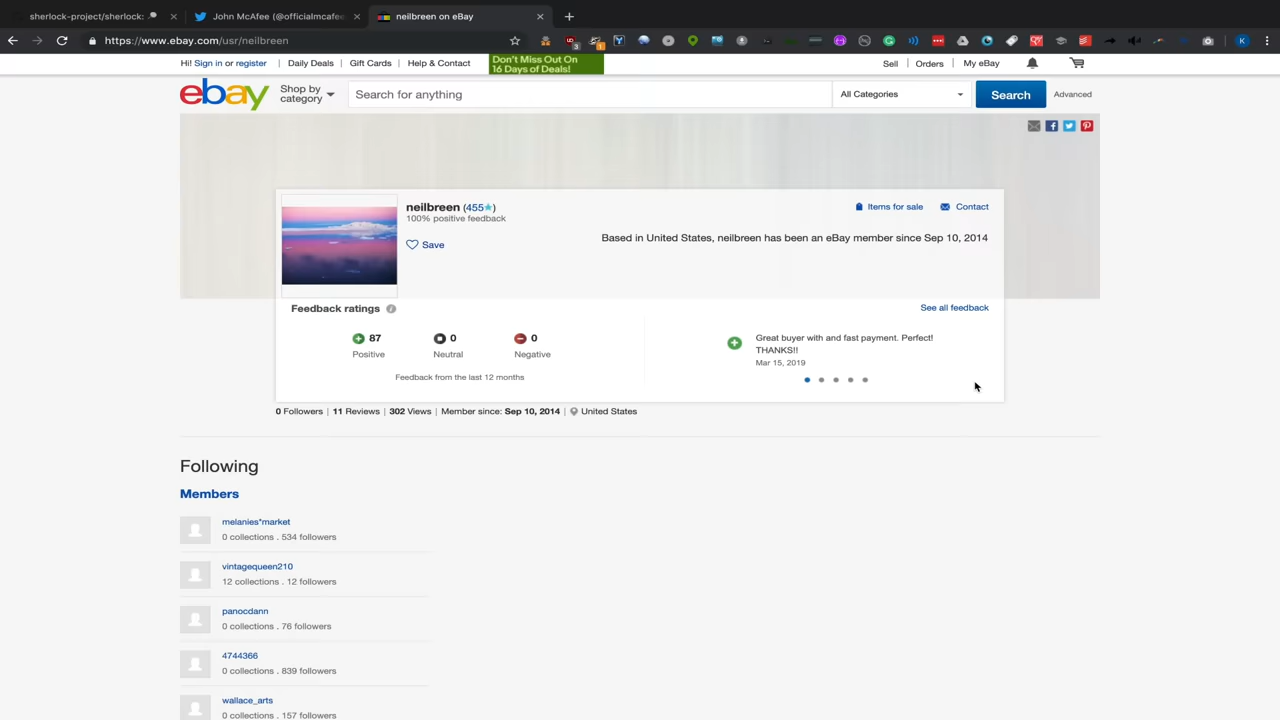 sherlock-project/sherlock:
John McAfee (@officialmcafee
neilbreen on eBay
https://www.ebay.com/usr/neilbreen
Hi! Sign in or register
Daily Deals
Gift Cards
Help & Contact
Don't Miss Out On
16 Days of Deals!
Sell
Orders
My eBay
ebay
Shop by
category
Search for anything
All Categories
Search
Advanced
neilbreen (455★)
100% positive feedback
Save
Items for sale
Contact
Based in United States, neilbreen has been an eBay member since Sep 10, 2014
Feedback ratings
See all feedback
87
Positive
0
Neutral
0
Negative
Feedback from the last 12 months
Great buyer with and fast payment. Perfect!
THANKS!!
Mar 15, 2019
0 Followers | 11 Reviews | 302 Views | Member since: Sep 10, 2014 | United States
Following
Members
melanies*market
0 collections . 534 followers
vintagequeen210
12 collections . 12 followers
panocdann
0 collections . 76 followers
4744366
0 collections . 839 followers
wallace_arts
0 collections . 157 followers